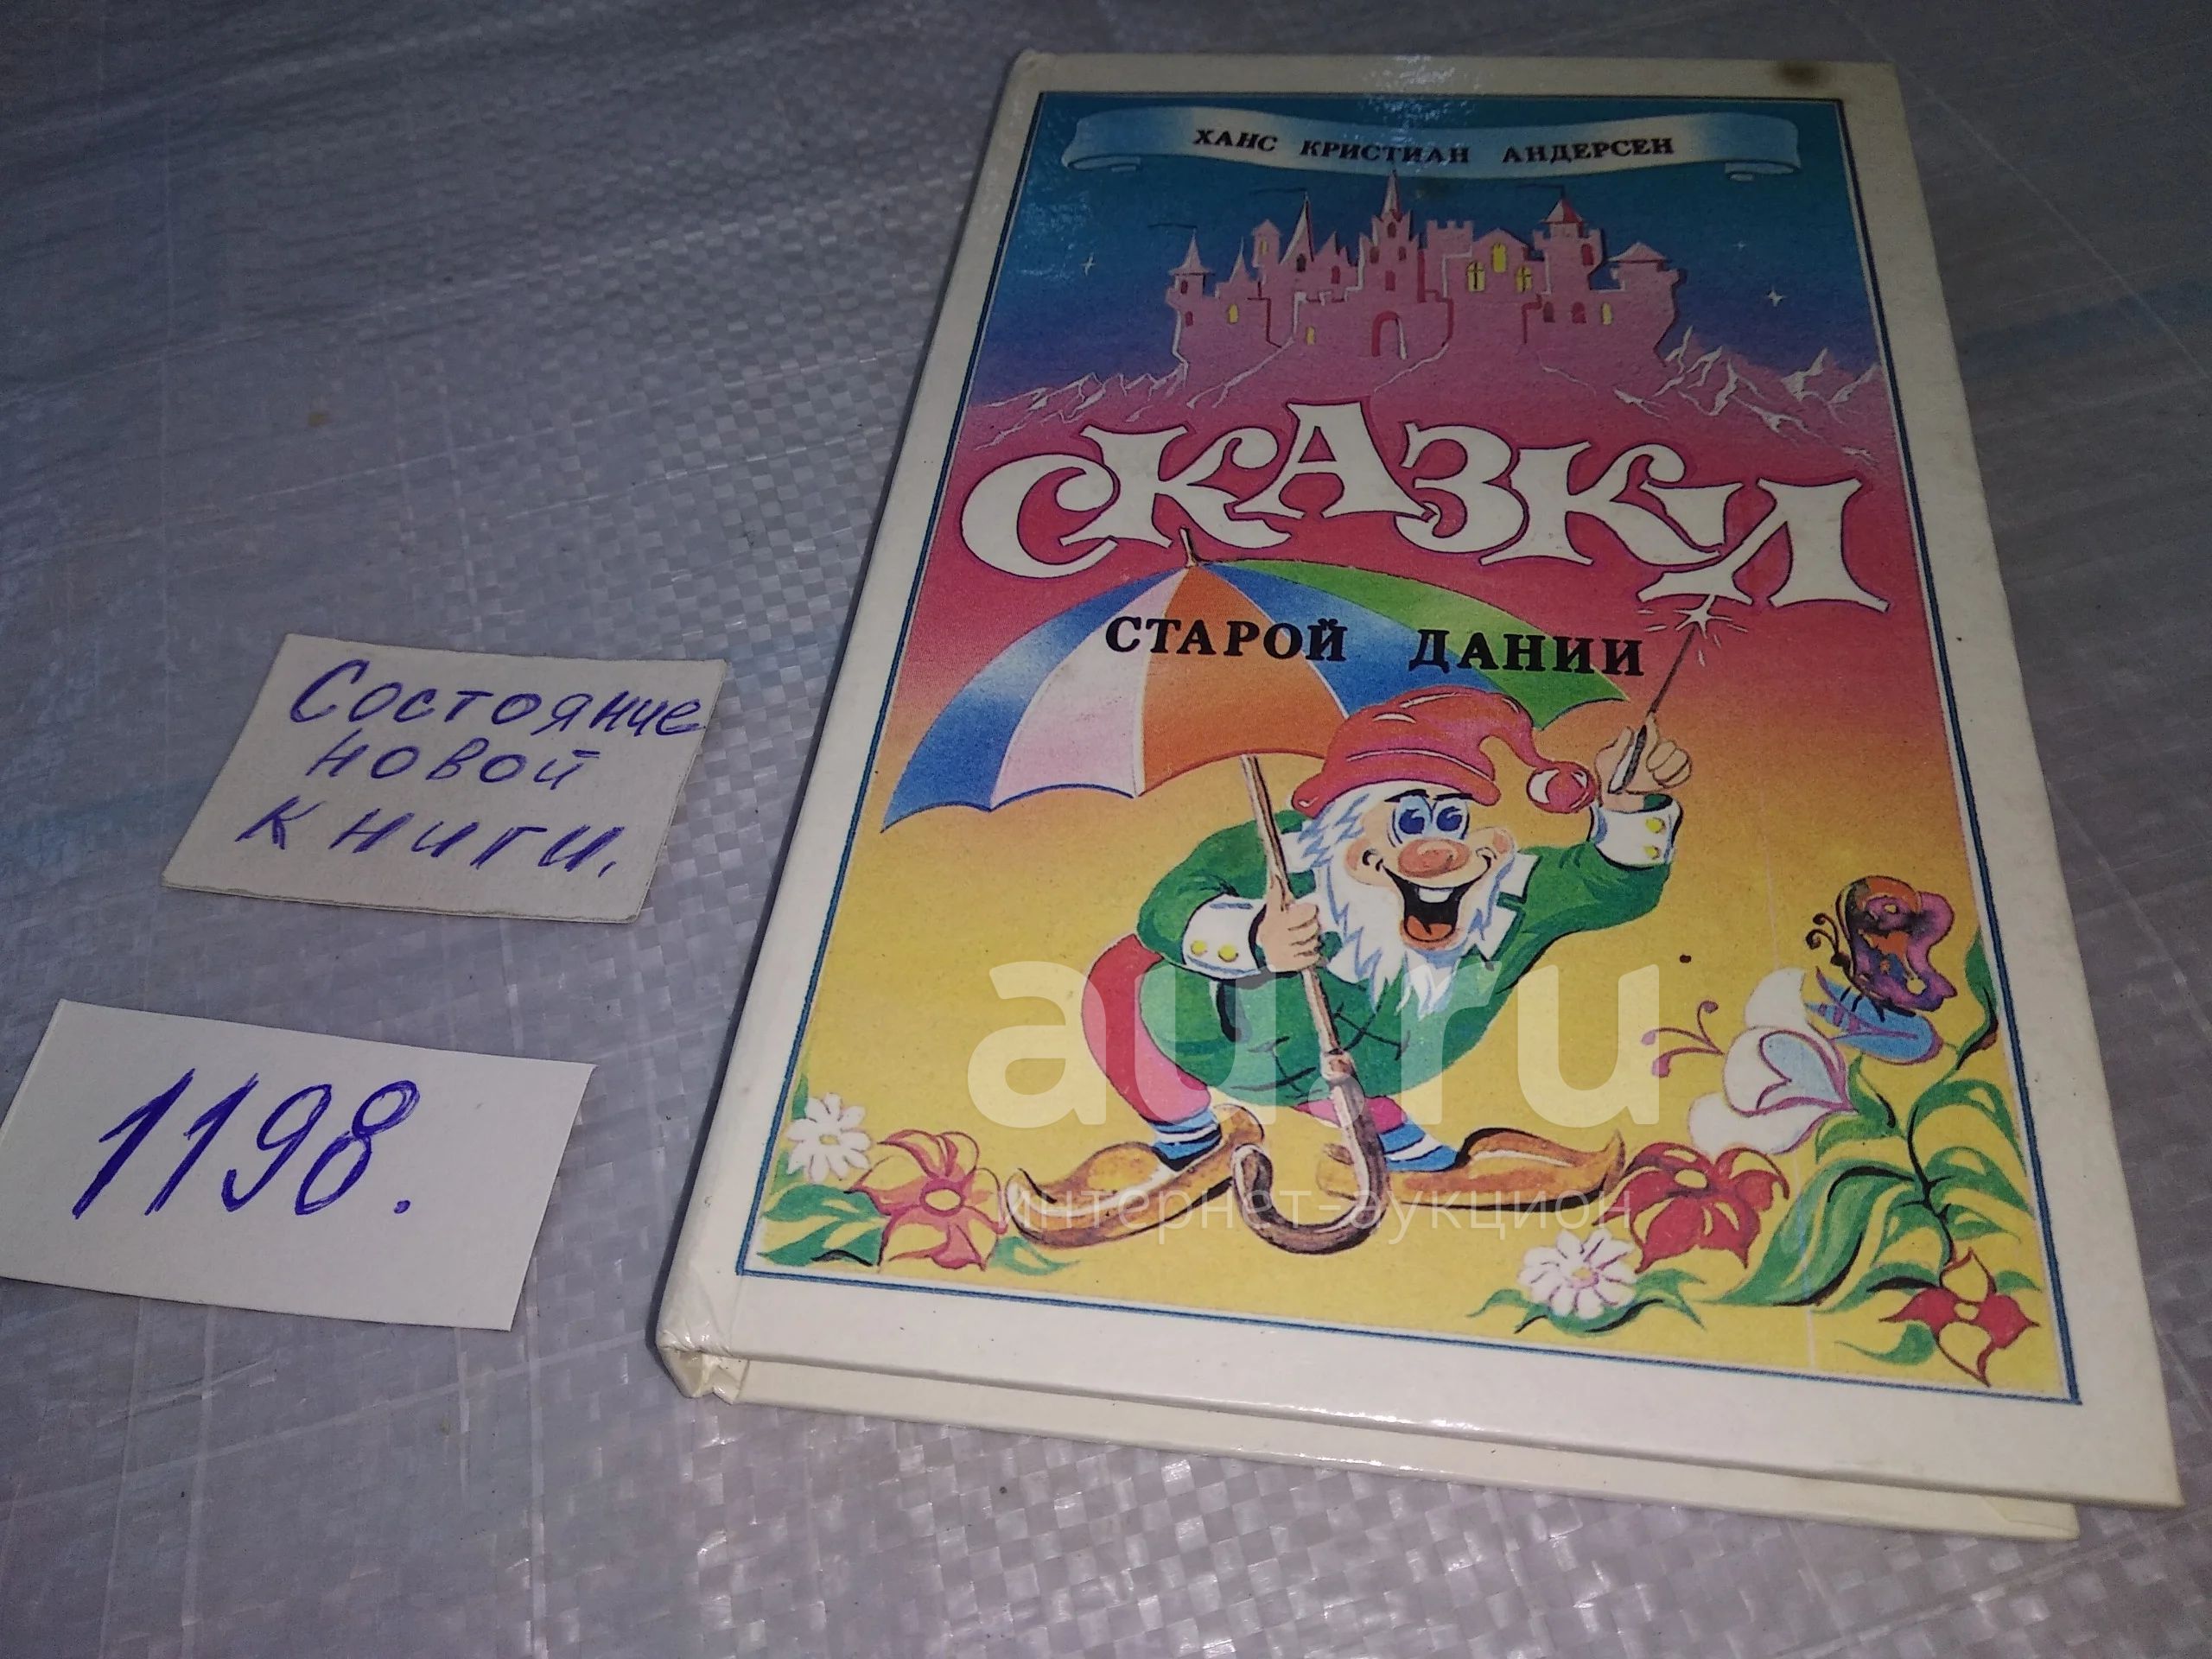 ХАНС КРИСТИАН АНДЕРСЕН
СКАЗКИ
СТАРОЙ ДАНИИ
Состояние
новой
книги.
1198.
au.ru
интернет-аукцион